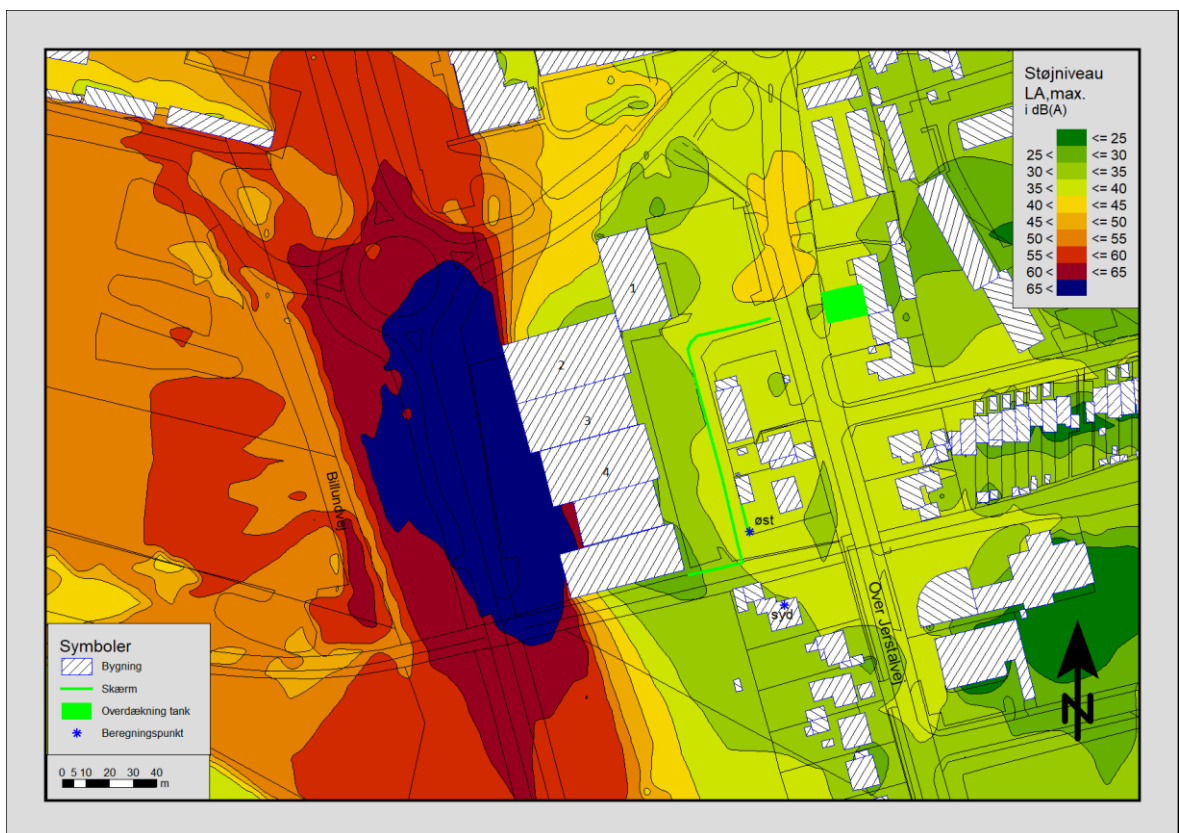 Støjniveau
LA,max.
i dB(A)
<= 25
25 < <= 30
30 < <= 35
35 < <= 40
40 < <= 45
45 < <= 50
50 < <= 55
55 < <= 60
60 < <= 65
65 <
1
2
3
4
øst
syd
Billundvej
Over Jerstalvej
Symboler
Bygning
Skærm
Overdækning tank
Beregningspunkt
0 5 10 20 30 40
m
N